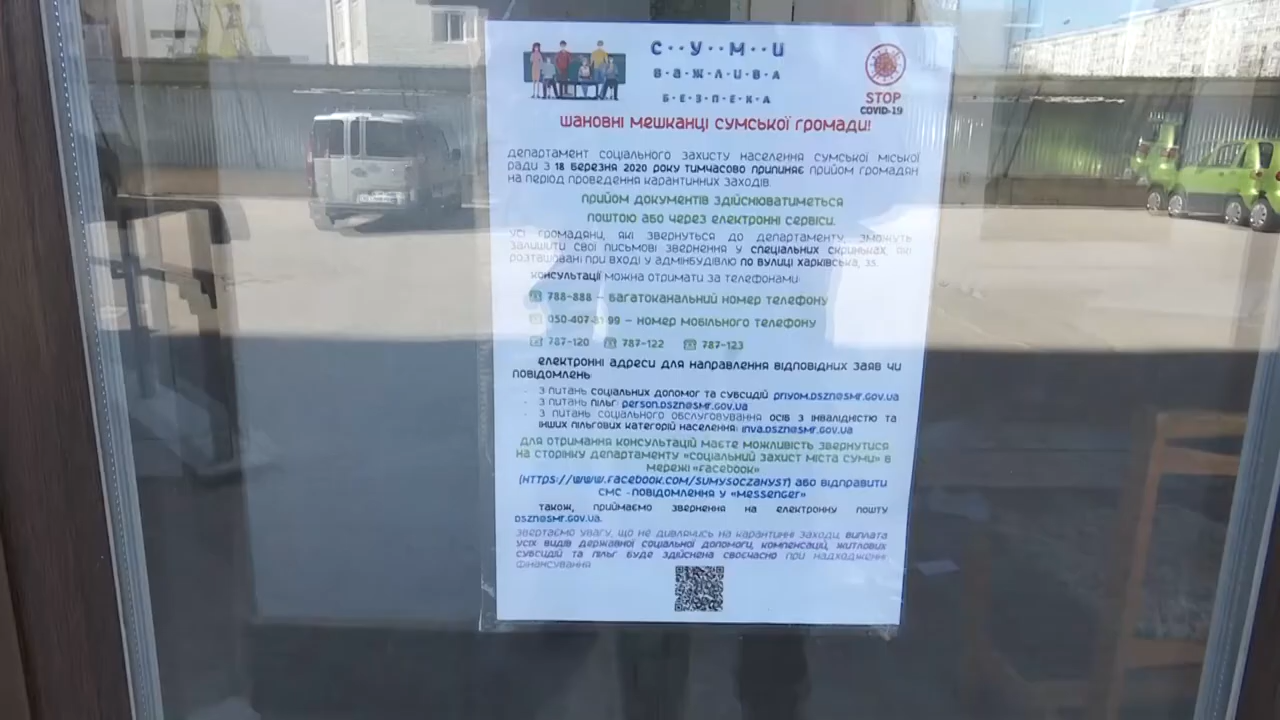 С··У··М··И
В·А·Ж·Л·И·В·А
Б·Е·З·П·Е·К·А
STOP
COVID-19
ШАНОВНІ МЕШКАНЦІ СУМСЬКОЇ ГРОМАДИ!
ДЕПАРТАМЕНТ СОЦІАЛЬНОГО ЗАХИСТУ НАСЕЛЕННЯ СУМСЬКОЇ МІСЬКОЇ
РАДИ З 18 БЕРЕЗНЯ 2020 РОКУ ТИМЧАСОВО ПРИПИНЯЄ ПРИЙОМ ГРОМАДЯН
НА ПЕРІОД ПРОВЕДЕННЯ КАРАНТИННИХ ЗАХОДІВ.
ПРИЙОМ ДОКУМЕНТІВ ЗДІЙСНЮВАТИМЕТЬСЯ
ПОШТОЮ АБО ЧЕРЕЗ ЕЛЕКТРОННІ СЕРВІСИ.
УСІ ГРОМАДЯНИ, ЯКІ ЗВЕРНУТЬСЯ ДО ДЕПАРТАМЕНТУ, ЗМОЖУТЬ
ЗАЛИШИТИ СВОЇ ПИСЬМОВІ ЗВЕРНЕННЯ У СПЕЦІАЛЬНИХ СКРИНЬКАХ, ЯКІ
РОЗТАШОВАНІ ПРИ ВХОДІ У АДМІНБУДІВЛЮ ПО ВУЛИЦІ ХАРКІВСЬКА, 35.
КОНСУЛЬТАЦІЇ МОЖНА ОТРИМАТИ ЗА ТЕЛЕФОНАМИ:
788-888 – БАГАТОКАНАЛЬНИЙ НОМЕР ТЕЛЕФОНУ
050-407- 99 – НОМЕР МОБІЛЬНОГО ТЕЛЕФОНУ
787-120 787-122 787-123
ЕЛЕКТРОННІ АДРЕСИ ДЛЯ НАПРАВЛЕННЯ ВІДПОВІДНИХ ЗАЯВ ЧИ
ПОВІДОМЛЕНЬ:
- З ПИТАНЬ СОЦІАЛЬНИХ ДОПОМОГ ТА СУБСИДІЙ PRIYOM.DSZN@SMR.GOV.UA
- З ПИТАНЬ ПІЛЬГ PERSON.DSZN@SMR.GOV.UA
- З ПИТАНЬ СОЦІАЛЬНОГО ОБСЛУГОВУВАННЯ ОСІБ З ІНВАЛІДНІСТЮ ТА
ІНШИХ ПІЛЬГОВИХ КАТЕГОРІЙ НАСЕЛЕННЯ: INVA.DSZN@SMR.GOV.UA
ДЛЯ ОТРИМАННЯ КОНСУЛЬТАЦІЙ МАЄТЕ МОЖЛИВІСТЬ ЗВЕРНУТИСЯ
НА СТОРІНКУ ДЕПАРТАМЕНТУ «СОЦІАЛЬНИЙ ЗАХИСТ МІСТА СУМИ» В
МЕРЕЖІ «FACEBOOK»
(HTTPS://WWW.FACEBOOK.COM/SUMYSOCZAHYST) АБО ВІДПРАВИТИ
СМС -ПОВІДОМЛЕННЯ У «MESSENGER»
ТАКОЖ, ПРИЙМАЄМО ЗВЕРНЕННЯ НА ЕЛЕКТРОННУ ПОШТУ
DSZN@SMR.GOV.UA.
ЗВЕРТАЄМО УВАГУ, ЩО НЕ ДИВЛЯЧИСЬ НА КАРАНТИННІ ЗАХОДИ, ВИПЛАТА
УСІХ ВИДІВ ДЕРЖАВНОЇ СОЦІАЛЬНОЇ ДОПОМОГИ, КОМПЕНСАЦІЙ, ЖИТЛОВИХ
СУБСИДІЙ ТА ПІЛЬГ БУДЕ ЗДІЙСНЕНА СВОЄЧАСНО ПРИ НАДХОДЖЕННІ
ФІНАНСУВАННЯ